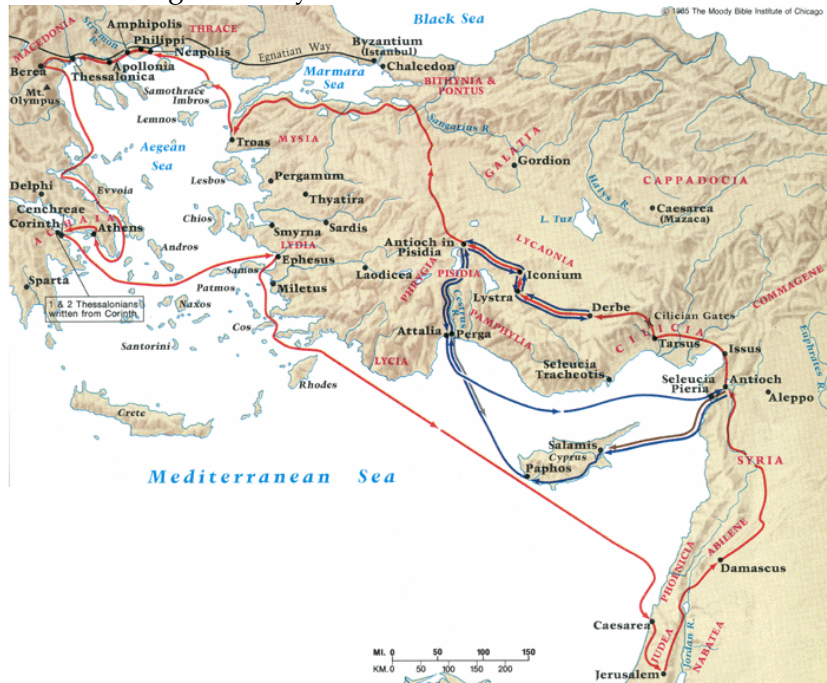 © 1985 The Moody Bible Institute of Chicago
Black Sea
Amphipolis
Philippi
THRACE
MACEDONIA
Strymon
R.
Neapolis
Egnatian Way
Byzantium
(Istanbul)
Berea
Apollonia
Thessalonica
Chalcedon
Marmara
Sea
BITHYNIA &
PONTUS
Mt.
Olympus
Samothrace
Imbros
Lemnos
Sangarius R.
Troas
MYSIA
GALATIA
Aegean
Sea
Gordion
Lesbos
Pergamum
Halys R.
CAPPADOCIA
Delphi
Evvoia
Thyatira
Cenchreae
Caesarea
(Mazaca)
Corinth
ACHAIA
Athens
Chios
Smyrna
Sardis
L. Tuz
Andros
LYDIA
Antioch in
Pisidia
LYCAONIA
Ephesus
Samos
Laodicea
PHRYGIA
PISIDIA
Iconium
COMMAGENE
Sparta
Patmos
Miletus
Cestrus
R.
Lystra
Derbe
1 & 2 Thessalonians
written from Corinth.
Naxos
PAMPHYLIA
Cilician Gates
CILICIA
Cos
Attalia
Perga
Tarsus
Euphrates R.
Santorini
LYCIA
Issus
Seleucia
Tracheotis
Rhodes
Seleucia
Pieria
Antioch
Aleppo
Crete
Salamis
Cyprus
Paphos
SYRIA
Mediterranean Sea
PHOENICIA
ABILENE
Damascus
Caesarea
JUDEA
Jordan R.
NABATEA
Jerusalem
MI. 0 50 100 150
KM. 0 50 100 150 200